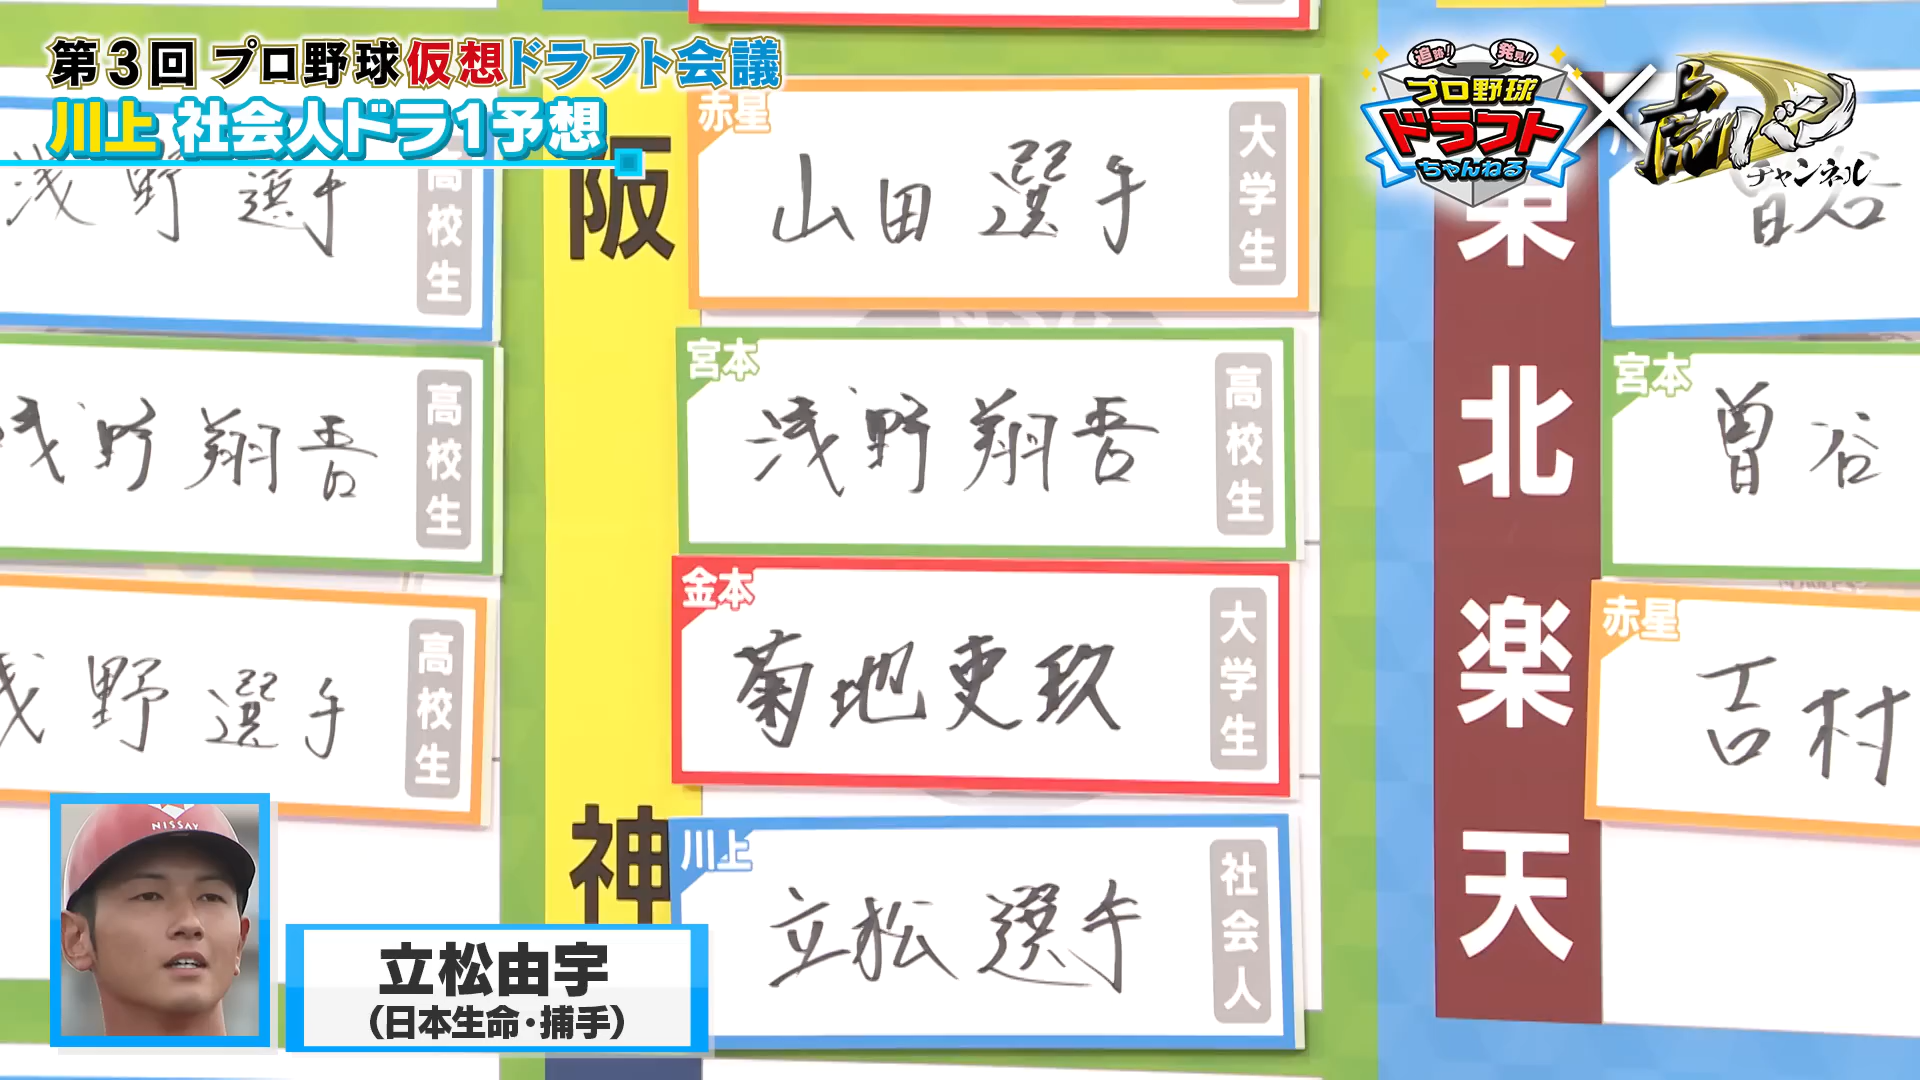 第3回 プロ野球仮想ドラフト会議
川上 社会人ドラ1予想
追跡!! 発見!
プロ野球
ドラフト
ちゃんねる
×
虎バン
チャンネル
浅野 選手
高校生
阪神
赤星
山田 選手
大学生
東北楽天
曽谷
浅野翔吾
高校生
宮本
浅野翔吾
高校生
宮本
曽谷
浅野 選手
高校生
金本
菊地吏玖
大学生
赤星
吉村
川上
立松 選手
社会人
NISSAY
立松由宇
(日本生命・捕手)